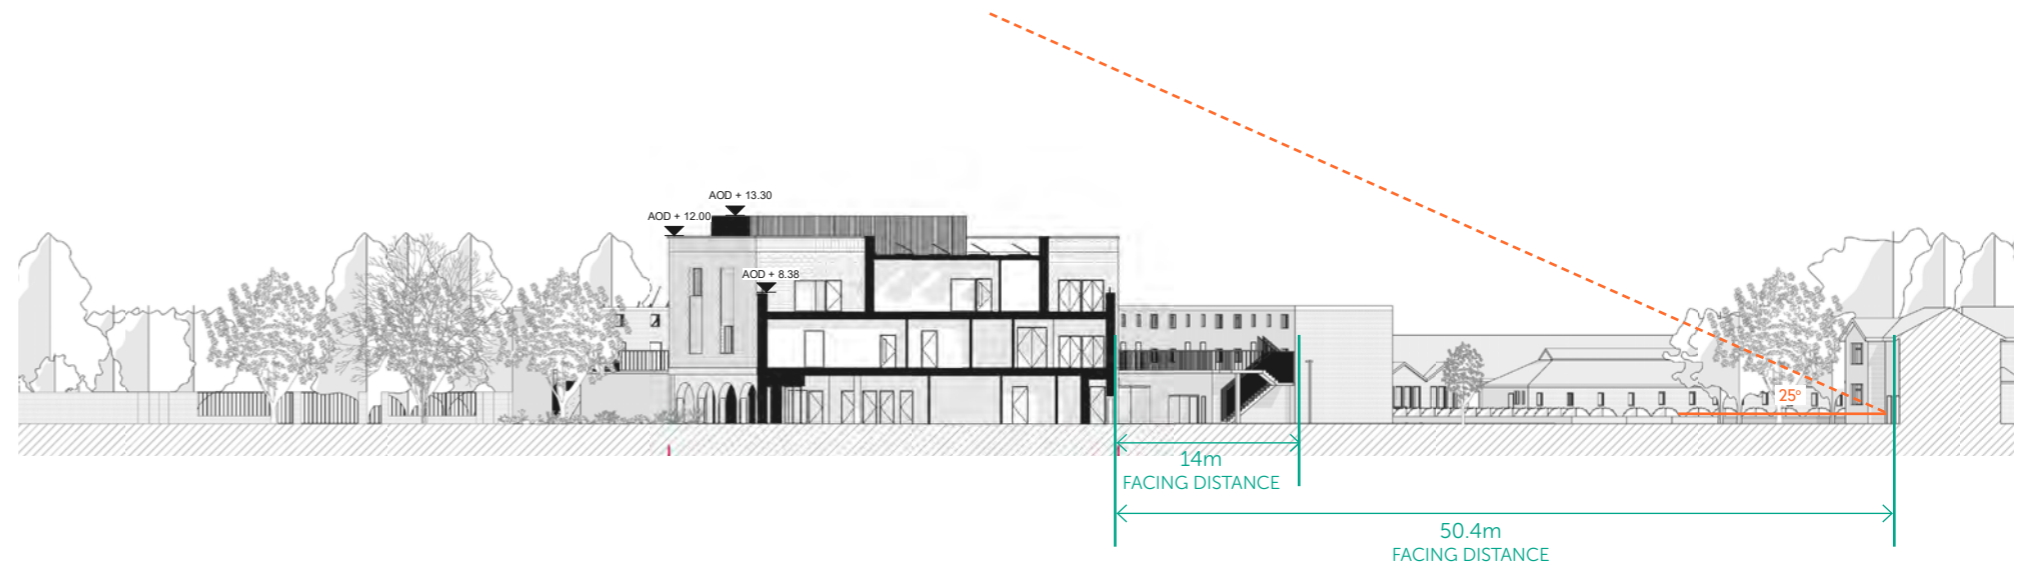 AOD + 13.30
AOD + 12.00
AOD + 8.38
25°
14m
FACING DISTANCE
50.4m
FACING DISTANCE